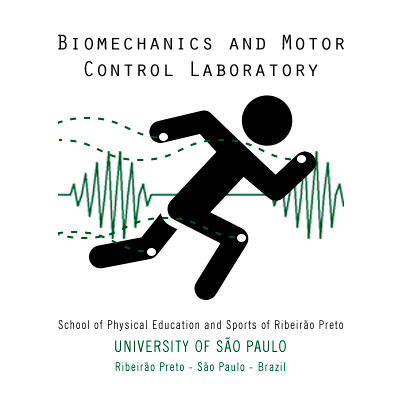 Biomechanics and Motor
Control Laboratory
School of Physical Education and Sports of Ribeirão Preto
UNIVERSITY OF SÃO PAULO
Ribeirão Preto - São Paulo - Brazil